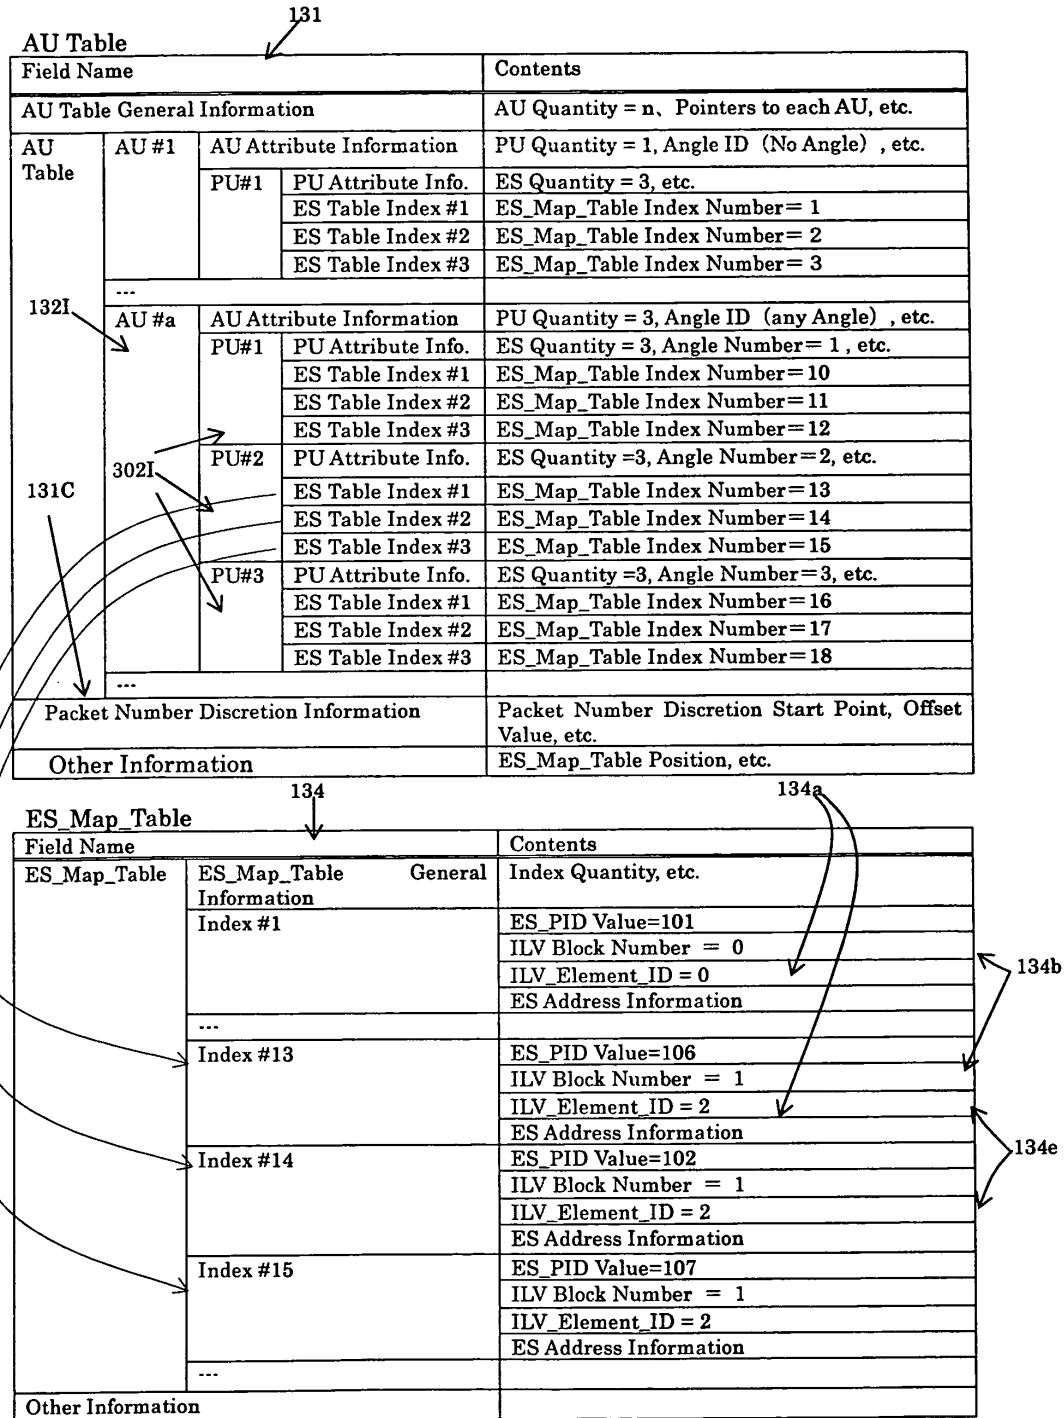 131
AU Table
Field Name Contents
AU Table General Information AU Quantity = n、Pointers to each AU, etc.
AU Table AU #1 AU Attribute Information PU Quantity = 1, Angle ID (No Angle) , etc.
PU#1 PU Attribute Info. ES Quantity = 3, etc.
ES Table Index #1 ES_Map_Table Index Number= 1
ES Table Index #2 ES_Map_Table Index Number= 2
ES Table Index #3 ES_Map_Table Index Number= 3
---
132I
AU #a AU Attribute Information PU Quantity = 3, Angle ID (any Angle) , etc.
PU#1 PU Attribute Info. ES Quantity = 3, Angle Number= 1 , etc.
ES Table Index #1 ES_Map_Table Index Number=10
ES Table Index #2 ES_Map_Table Index Number=11
ES Table Index #3 ES_Map_Table Index Number=12
302I
PU#2 PU Attribute Info. ES Quantity =3, Angle Number=2, etc.
131C
ES Table Index #1 ES_Map_Table Index Number=13
ES Table Index #2 ES_Map_Table Index Number=14
ES Table Index #3 ES_Map_Table Index Number=15
PU#3 PU Attribute Info. ES Quantity =3, Angle Number=3, etc.
ES Table Index #1 ES_Map_Table Index Number=16
ES Table Index #2 ES_Map_Table Index Number=17
ES Table Index #3 ES_Map_Table Index Number=18
---
Packet Number Discretion Information Packet Number Discretion Start Point, Offset
Value, etc.
Other Information ES_Map_Table Position, etc.
134 134a
ES_Map_Table
Field Name Contents
ES_Map_Table ES_Map_Table General Index Quantity, etc.
Information
Index #1 ES_PID Value=101
ILV Block Number = 0
ILV_Element_ID = 0 134b
ES Address Information
---
Index #13 ES_PID Value=106
ILV Block Number = 1
ILV_Element_ID = 2
ES Address Information 134e
Index #14 ES_PID Value=102
ILV Block Number = 1
ILV_Element_ID = 2
ES Address Information
Index #15 ES_PID Value=107
ILV Block Number = 1
ILV_Element_ID = 2
ES Address Information
---
Other Information